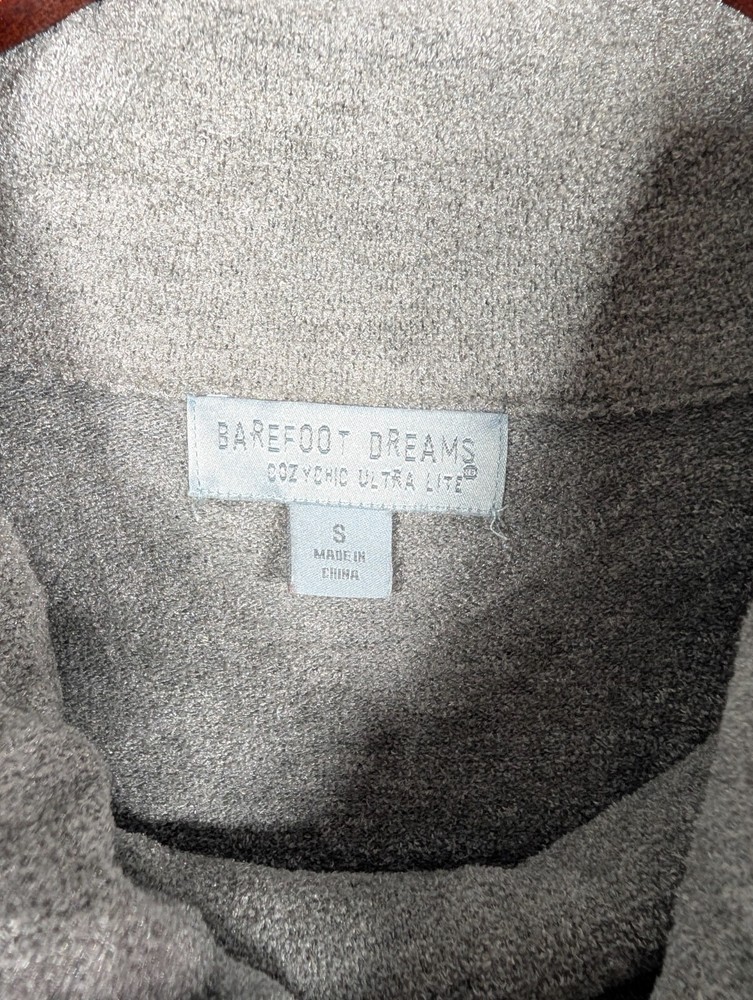 BAREFOOT DREAMS
COZYCHIC ULTRA LITE®
S
MADE IN
CHINA